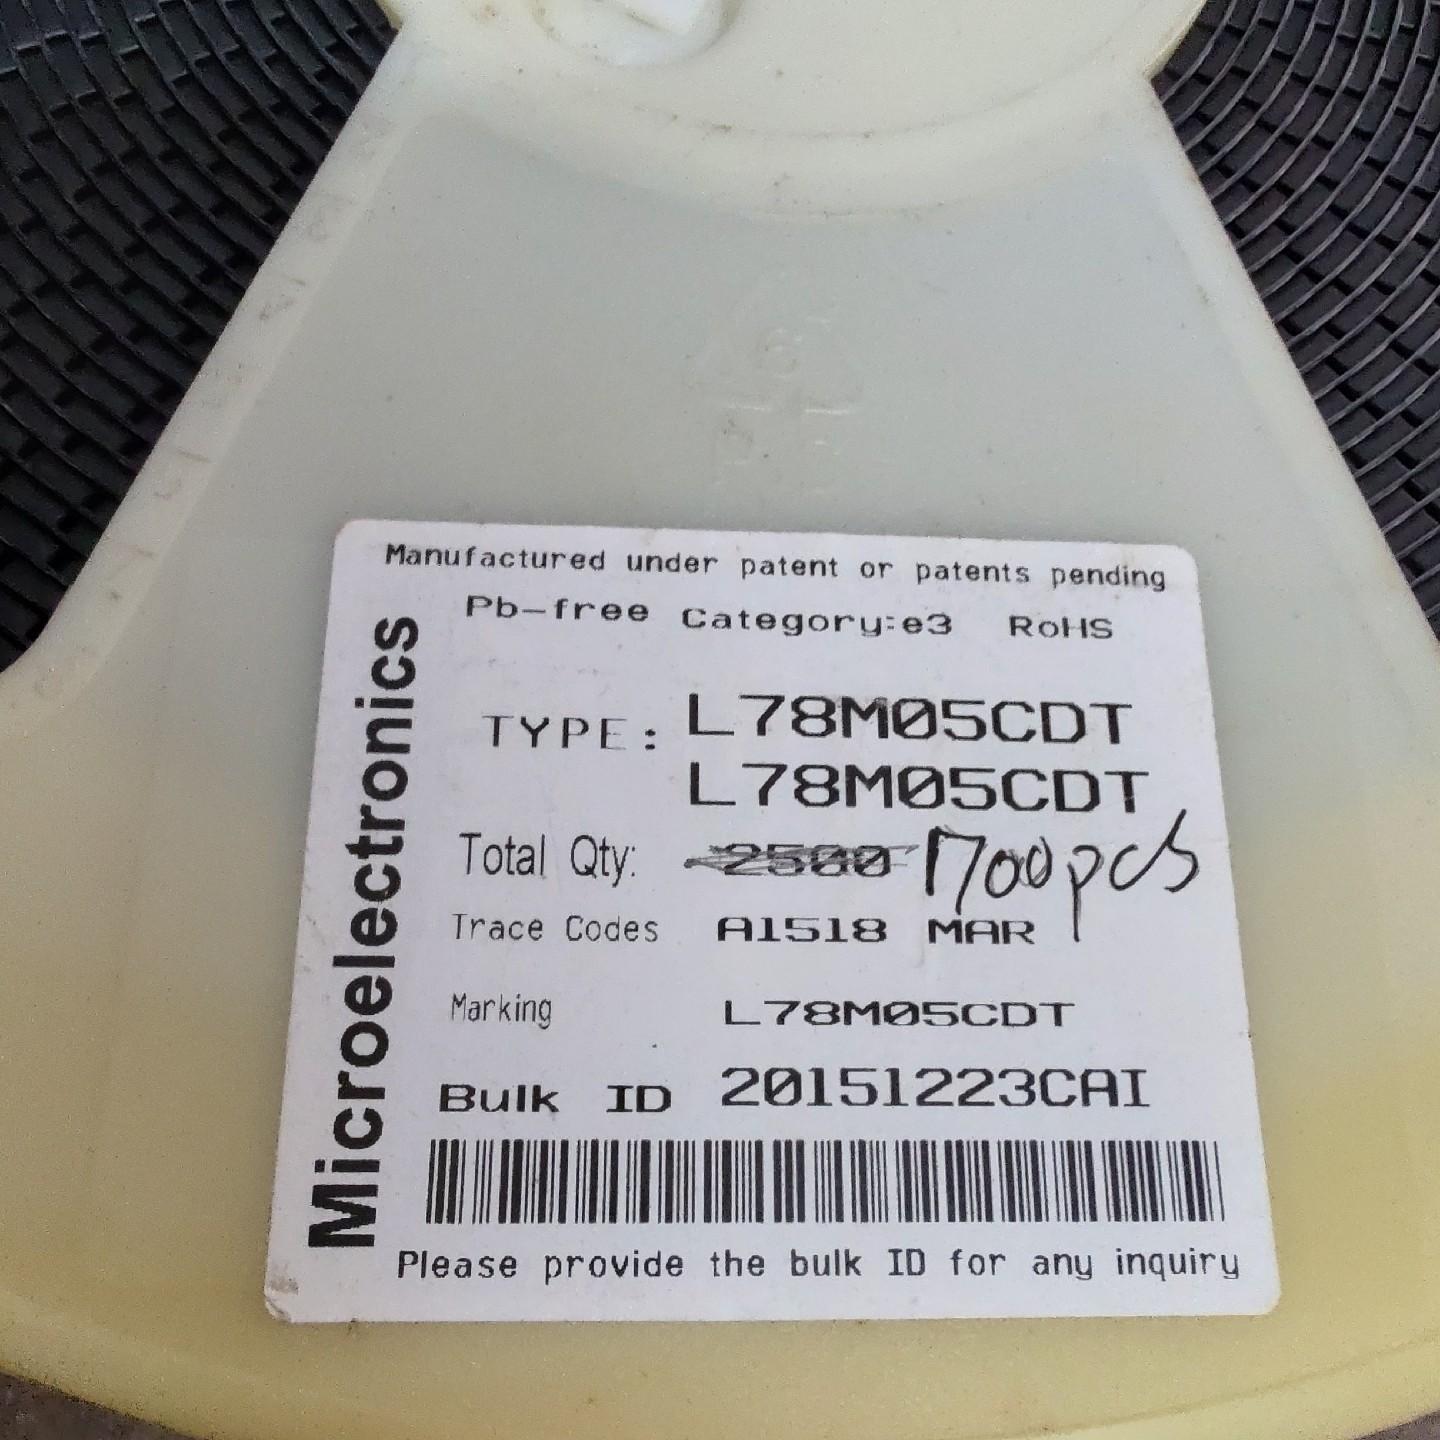 Manufactured under patent or patents pending
Pb-free Category:e3 RoHS
Microelectronics
TYPE: L78M05CDT
L78M05CDT
Total Qty: 2500 1700pcs
Trace Codes A1518 MAR
Marking L78M05CDT
Bulk ID 20151223CAI
Please provide the bulk ID for any inquiry